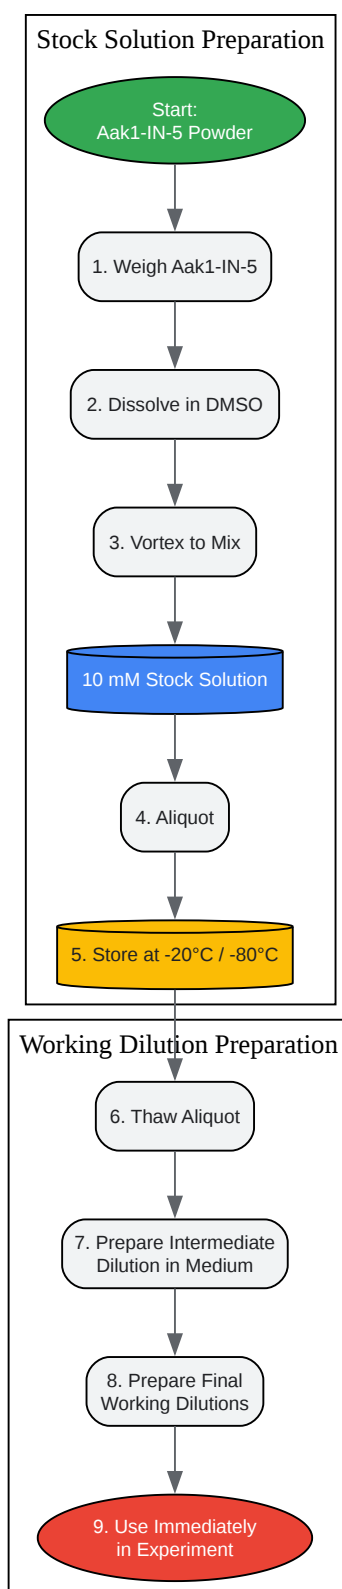 Stock Solution Preparation
Start:
Aak1-IN-5 Powder
1. Weigh Aak1-IN-5
2. Dissolve in DMSO
3. Vortex to Mix
10 mM Stock Solution
4. Aliquot
5. Store at -20°C / -80°C
Working Dilution Preparation
6. Thaw Aliquot
7. Prepare Intermediate
Dilution in Medium
8. Prepare Final
Working Dilutions
9. Use Immediately
in Experiment